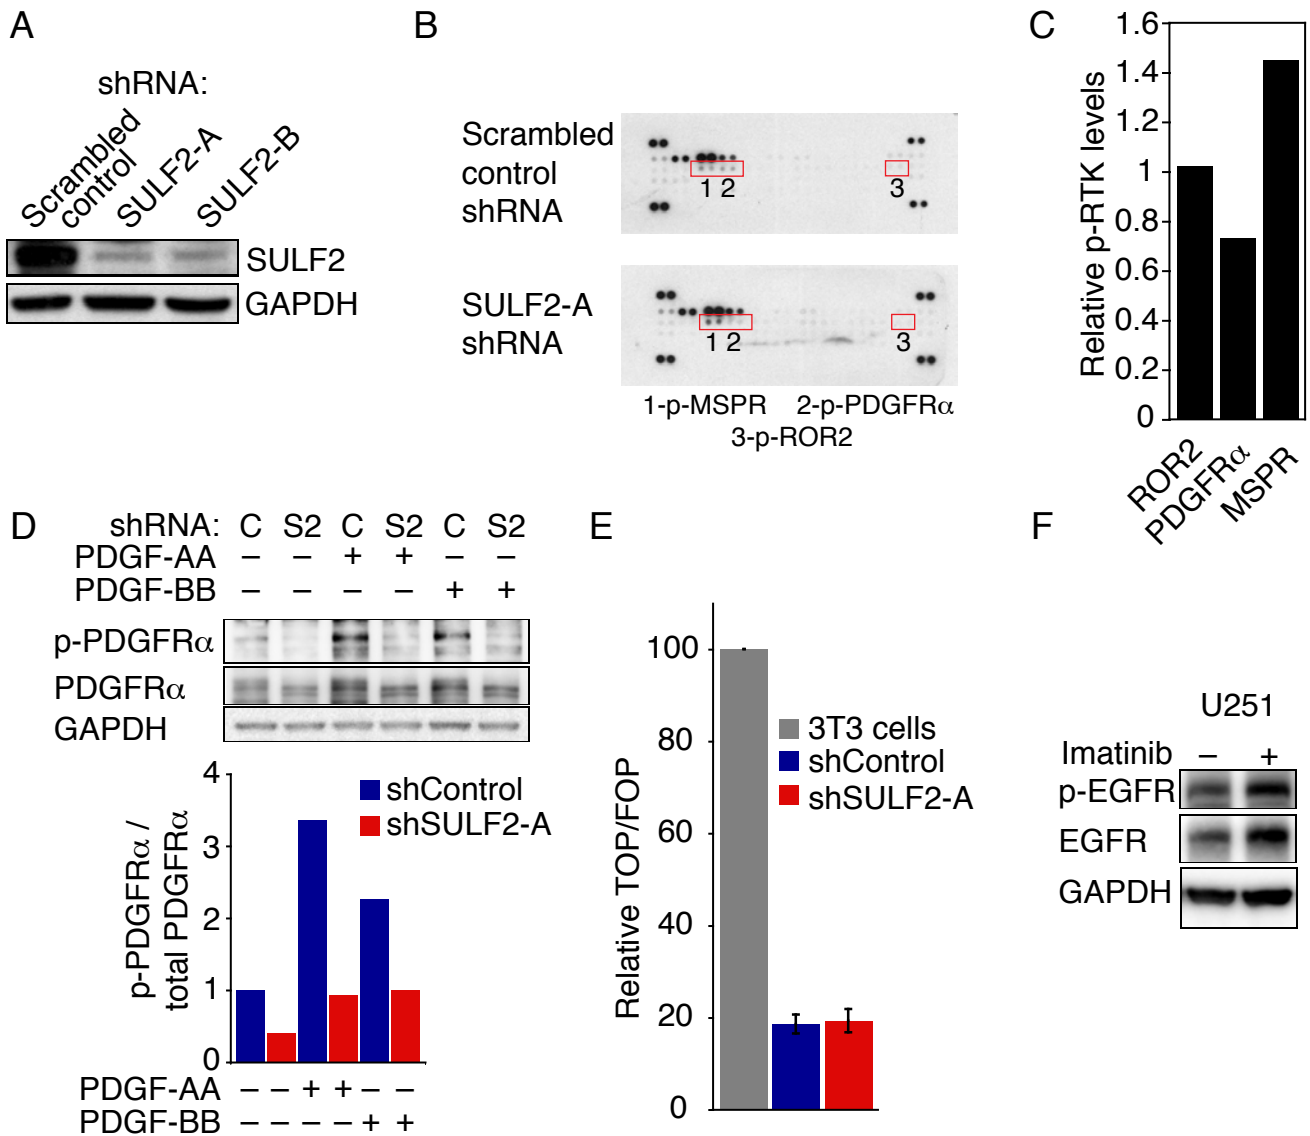 A
shRNA:
Scrambled
control
SULF2-A
SULF2-B
SULF2
GAPDH
B
Scrambled
control
shRNA
1 2
3
SULF2-A
shRNA
1 2
3
1-p-MSPR 2-p-PDGFRα
3-p-ROR2
C
Relative p-RTK levels
1.6
1.4
1.2
1
0.8
0.6
0.4
0.2
0
ROR2
PDGFRα
MSPR
D
shRNA: C S2 C S2 C S2
PDGF-AA − − + + − −
PDGF-BB − − − − + +
p-PDGFRα
PDGFRα
GAPDH
p-PDGFRα /
total PDGFRα
4
3
2
1
0
shControl
shSULF2-A
PDGF-AA − − + + − −
PDGF-BB − − − − + +
E
Relative TOP/FOP
100
80
60
40
20
0
3T3 cells
shControl
shSULF2-A
F
U251
Imatinib − +
p-EGFR
EGFR
GAPDH